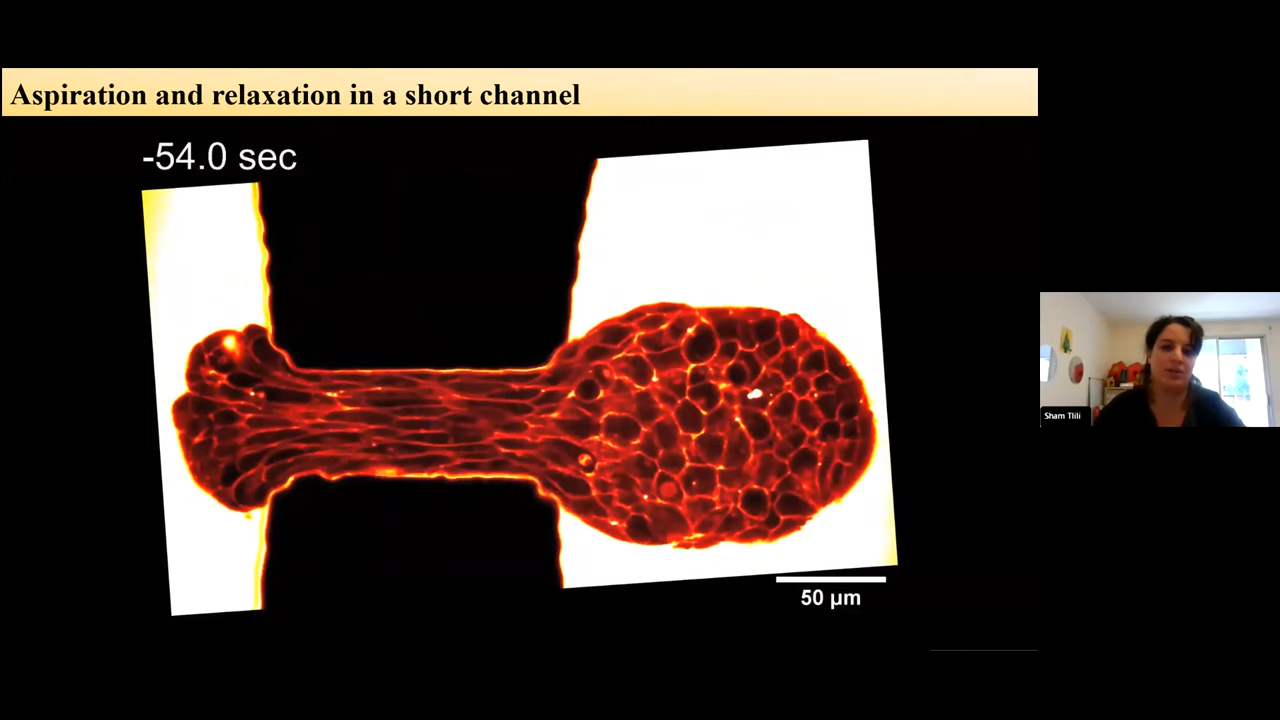 Aspiration and relaxation in a short channel
-54.0 sec
50 µm
Sham Tlili